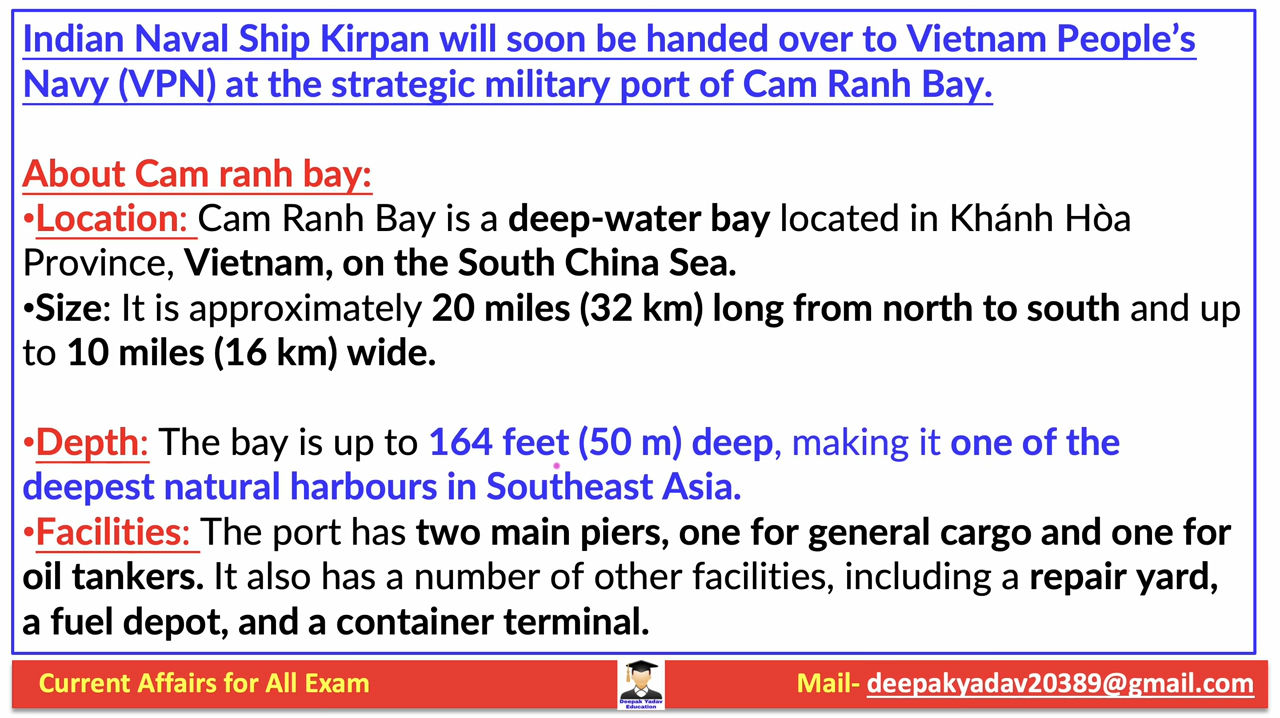 Indian Naval Ship Kirpan will soon be handed over to Vietnam People’s
Navy (VPN) at the strategic military port of Cam Ranh Bay.
About Cam ranh bay:
•Location: Cam Ranh Bay is a deep-water bay located in Khánh Hòa
Province, Vietnam, on the South China Sea.
•Size: It is approximately 20 miles (32 km) long from north to south and up
to 10 miles (16 km) wide.
•Depth: The bay is up to 164 feet (50 m) deep, making it one of the
deepest natural harbours in Southeast Asia.
•Facilities: The port has two main piers, one for general cargo and one for
oil tankers. It also has a number of other facilities, including a repair yard,
a fuel depot, and a container terminal.
Current Affairs for All Exam
Deepak Yadav
Education
Mail- deepakyadav20389@gmail.com